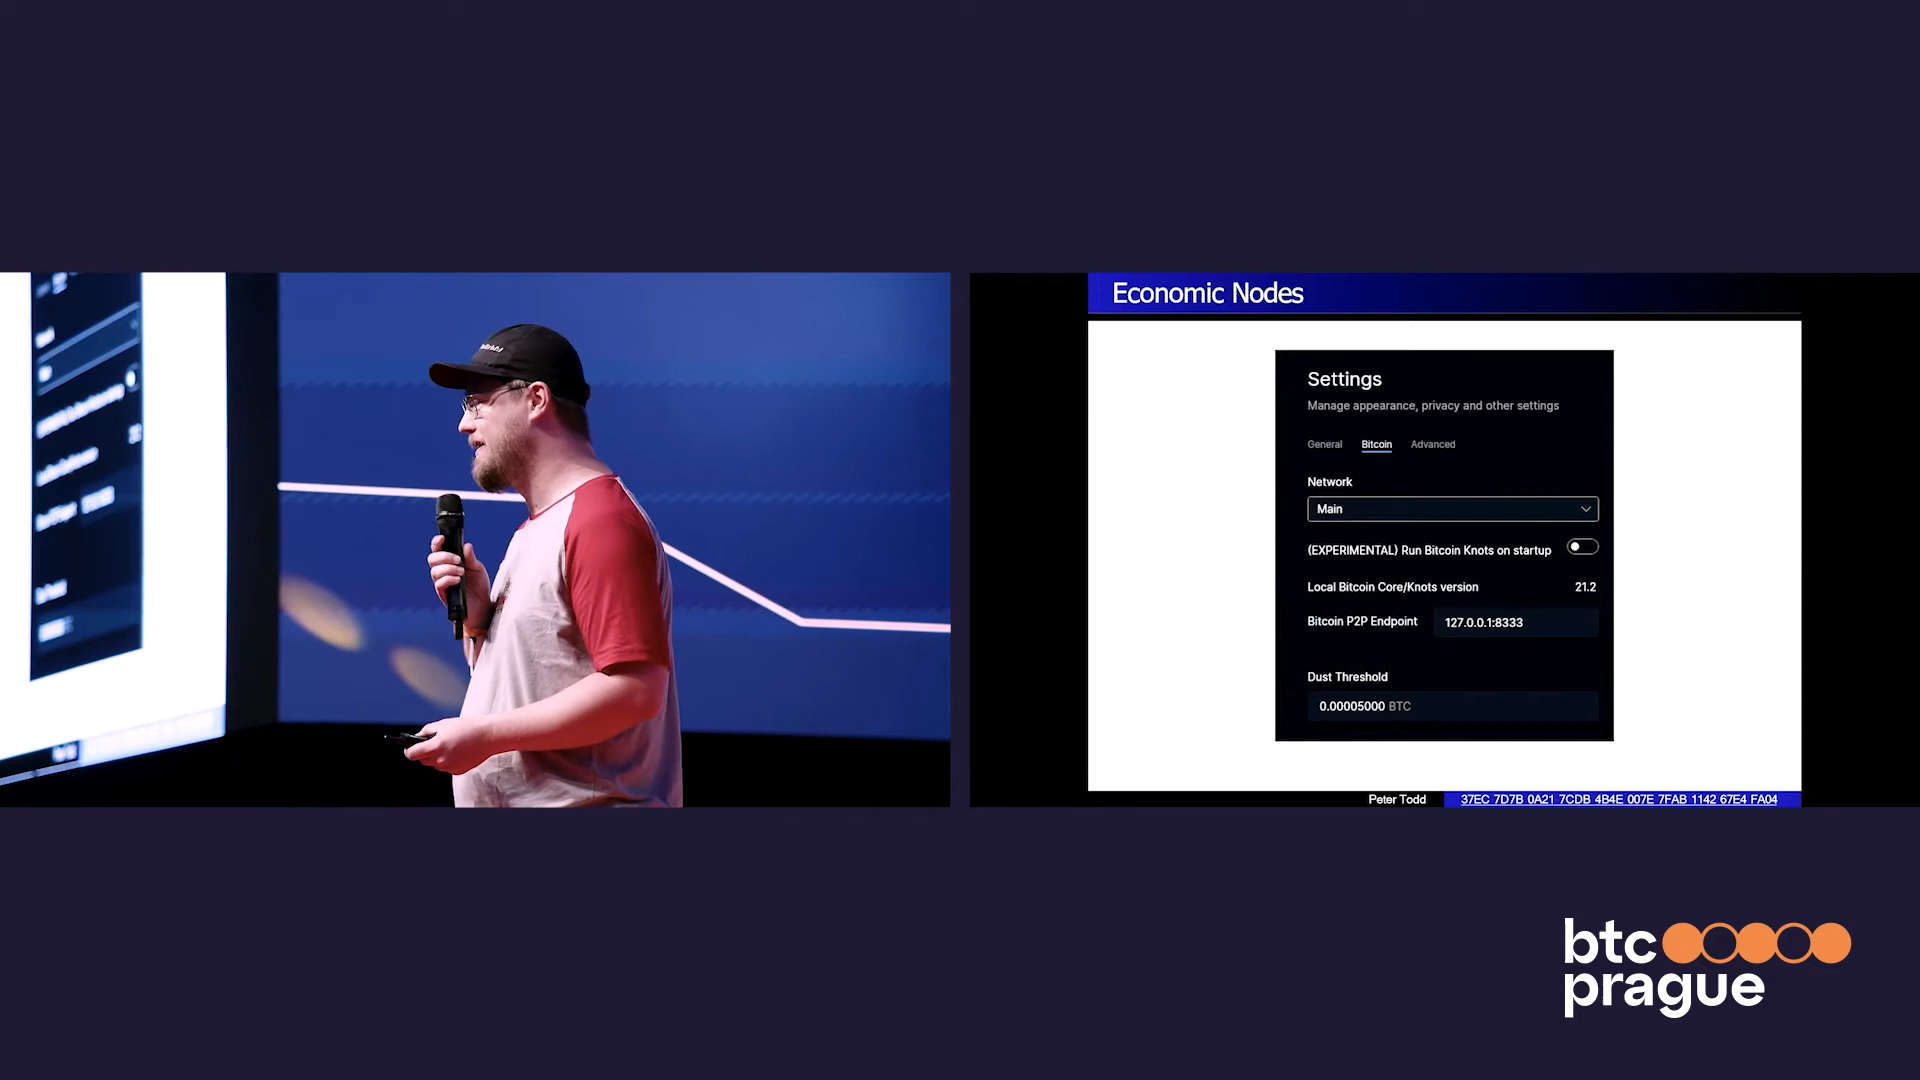 Economic Nodes
Settings
Manage appearance, privacy and other settings
General Bitcoin Advanced
Network
Main
(EXPERIMENTAL) Run Bitcoin Knots on startup
Local Bitcoin Core/Knots version 21.2
Bitcoin P2P Endpoint 127.0.0.1:8333
Dust Threshold
0.00005000 BTC
Peter Todd 37EC 7D7B 0A21 7CDB 4B4E 007E 7FAB 1142 67E4 FA04
btc
prague